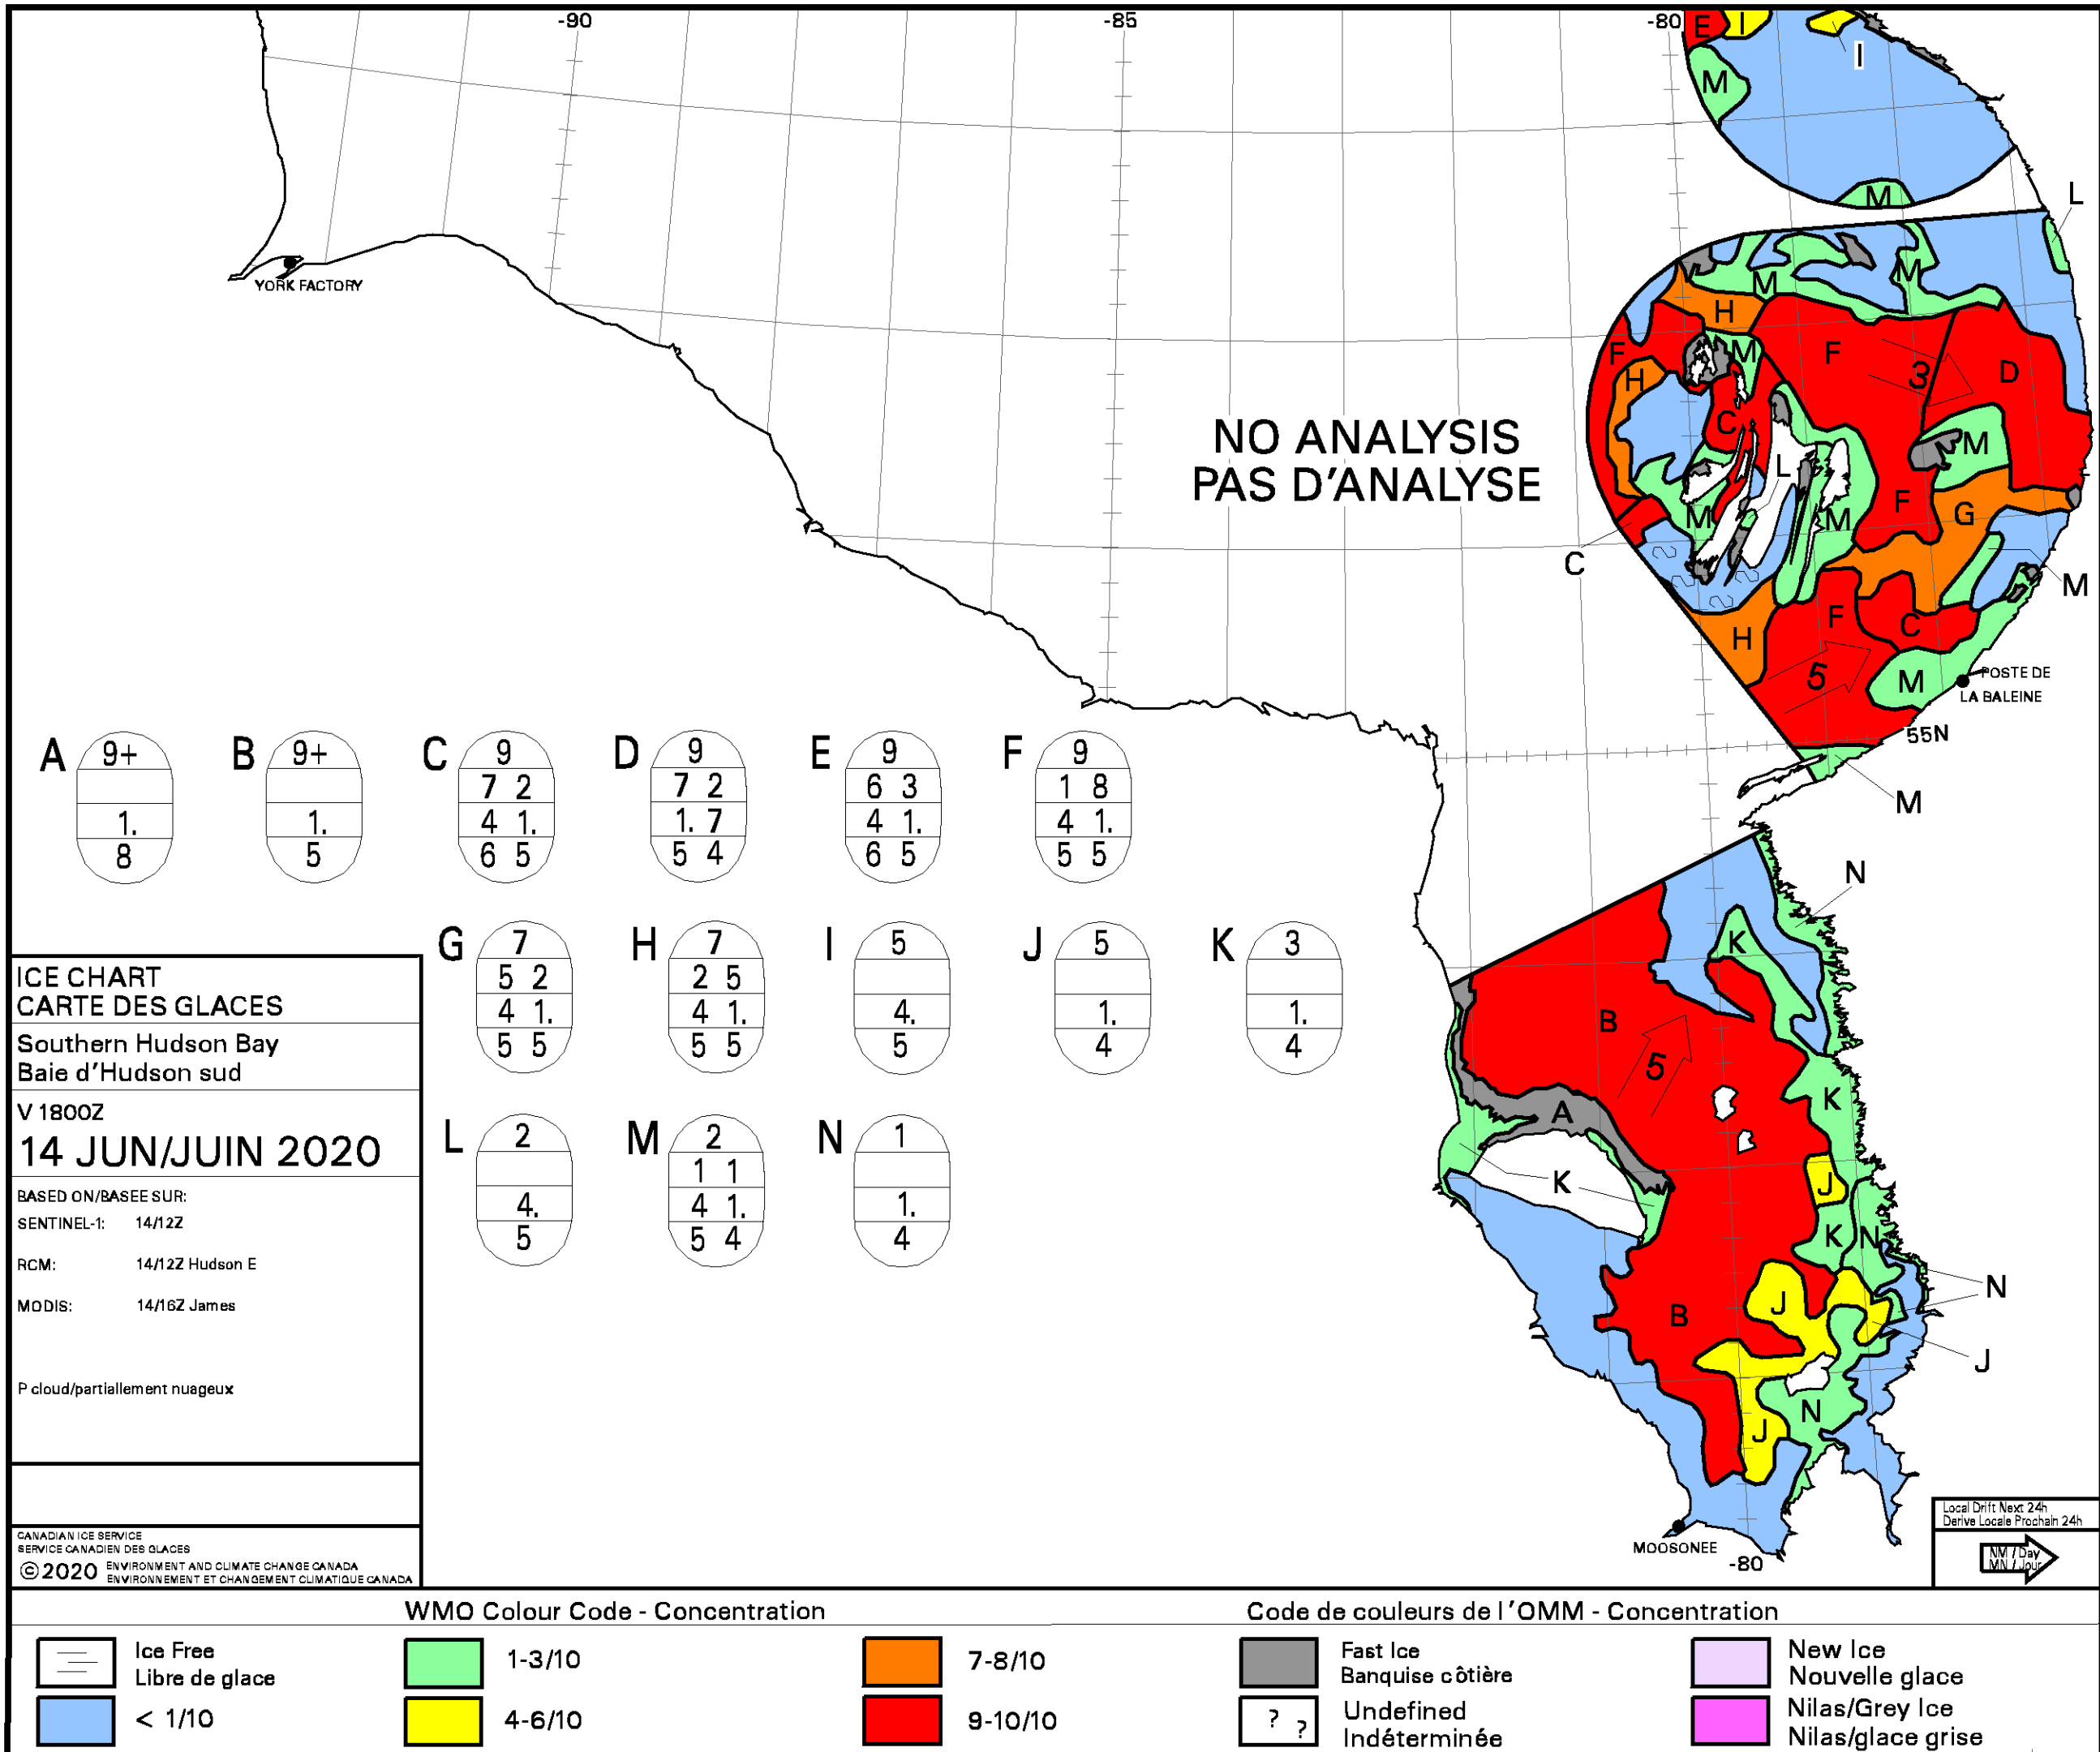 -90
-85
-80
E
I
I
M
M
L
M
M
H
F
M
F
3
D
H
C
M
L
NO ANALYSIS
PAS D'ANALYSE
M
M
F
G
C
M
F
C
H
5
M
POSTE DE
LA BALEINE
55N
M
YORK FACTORY
A
9+
1.
8
B
9+
1.
5
C
9
7 2
4 1.
6 5
D
9
7 2
1. 7
5 4
E
9
6 3
4 1.
6 5
F
9
1 8
4 1.
5 5
G
7
5 2
4 1.
5 5
H
7
2 5
4 1.
5 5
I
5
4.
5
J
5
1.
4
K
3
1.
4
L
2
4.
5
M
2
1 1
4 1.
5 4
N
1
1.
4
N
K
B
5
A
K
K
J
K
N
N
B
J
J
N
J
MOOSONEE
-80
ICE CHART
CARTE DES GLACES
Southern Hudson Bay
Baie d'Hudson sud
V 1800Z
14 JUN/JUIN 2020
BASED ON/BASEE SUR:
SENTINEL-1: 14/12Z
RCM: 14/12Z Hudson E
MODIS: 14/16Z James
P cloud/partiallement nuageux
CANADIAN ICE SERVICE
SERVICE CANADIEN DES GLACES
© 2020 ENVIRONMENT AND CLIMATE CHANGE CANADA
ENVIRONNEMENT ET CHANGEMENT CLIMATIQUE CANADA
Local Drift Next 24h
Derive Locale Prochain 24h
NM / Day
MN / Jour
WMO Colour Code - Concentration
Code de couleurs de l'OMM - Concentration
Ice Free
Libre de glace
< 1/10
1-3/10
4-6/10
7-8/10
9-10/10
Fast Ice
Banquise côtière
? ?
Undefined
Indéterminée
New Ice
Nouvelle glace
Nilas/Grey Ice
Nilas/glace grise